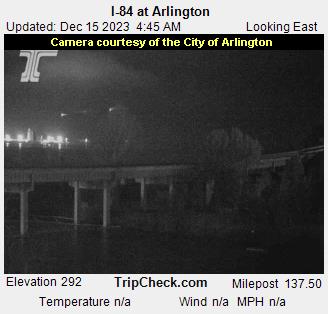 I-84 at Arlington
Updated: Dec 15 2023 4:45 AM Looking East
Camera courtesy of the City of Arlington
Elevation 292 TripCheck.com Milepost 137.50
Temperature n/a Wind n/a MPH n/a